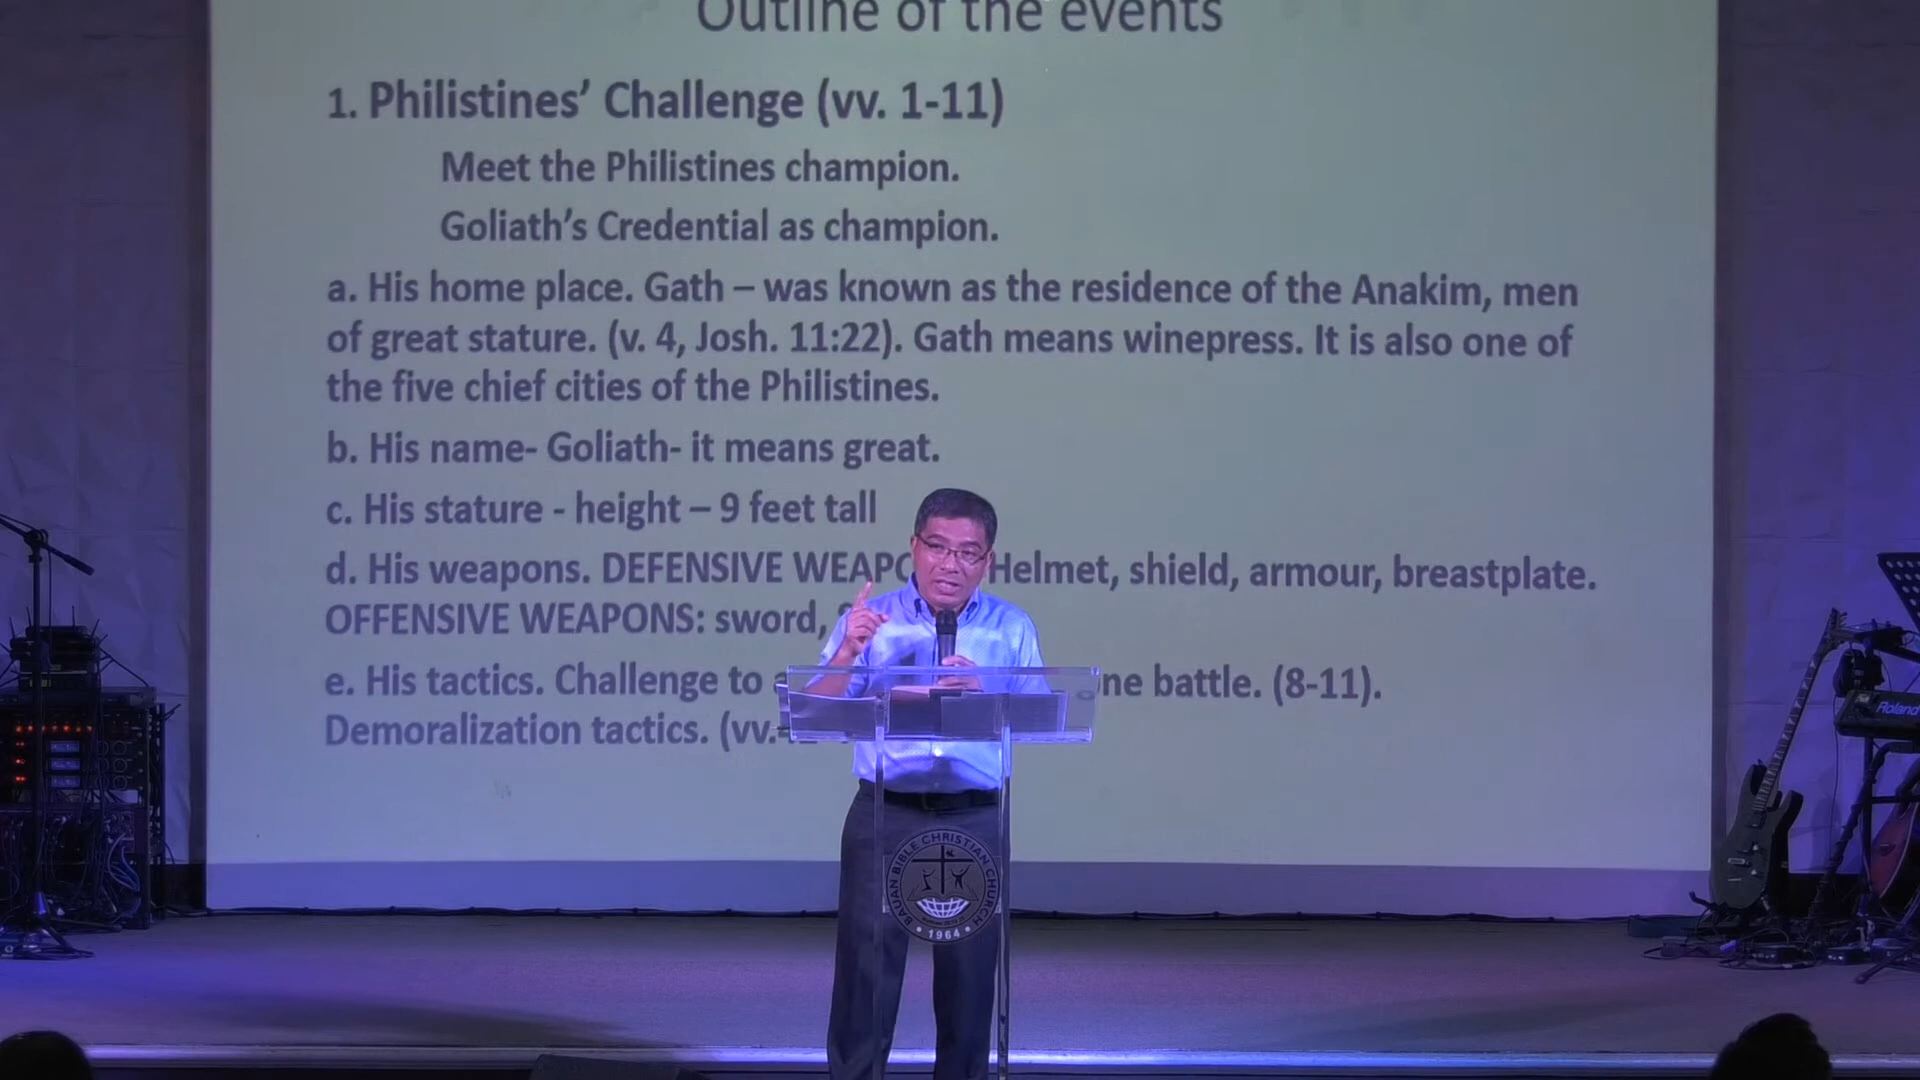 Outline of the events
1. Philistines’ Challenge (vv. 1-11)
Meet the Philistines champion.
Goliath’s Credential as champion.
a. His home place. Gath – was known as the residence of the Anakim, men
of great stature. (v. 4, Josh. 11:22). Gath means winepress. It is also one of
the five chief cities of the Philistines.
b. His name- Goliath- it means great.
c. His stature - height – 9 feet tall
d. His weapons. DEFENSIVE Helmet, shield, armour, breastplate.
OFFENSIVE WEAPONS: sword,
e. His tactics. Challenge to battle. (8-11).
Demoralization tactics.
BAUAN BIBLE CHRISTIAN CHURCH
• 1964 •
Roland